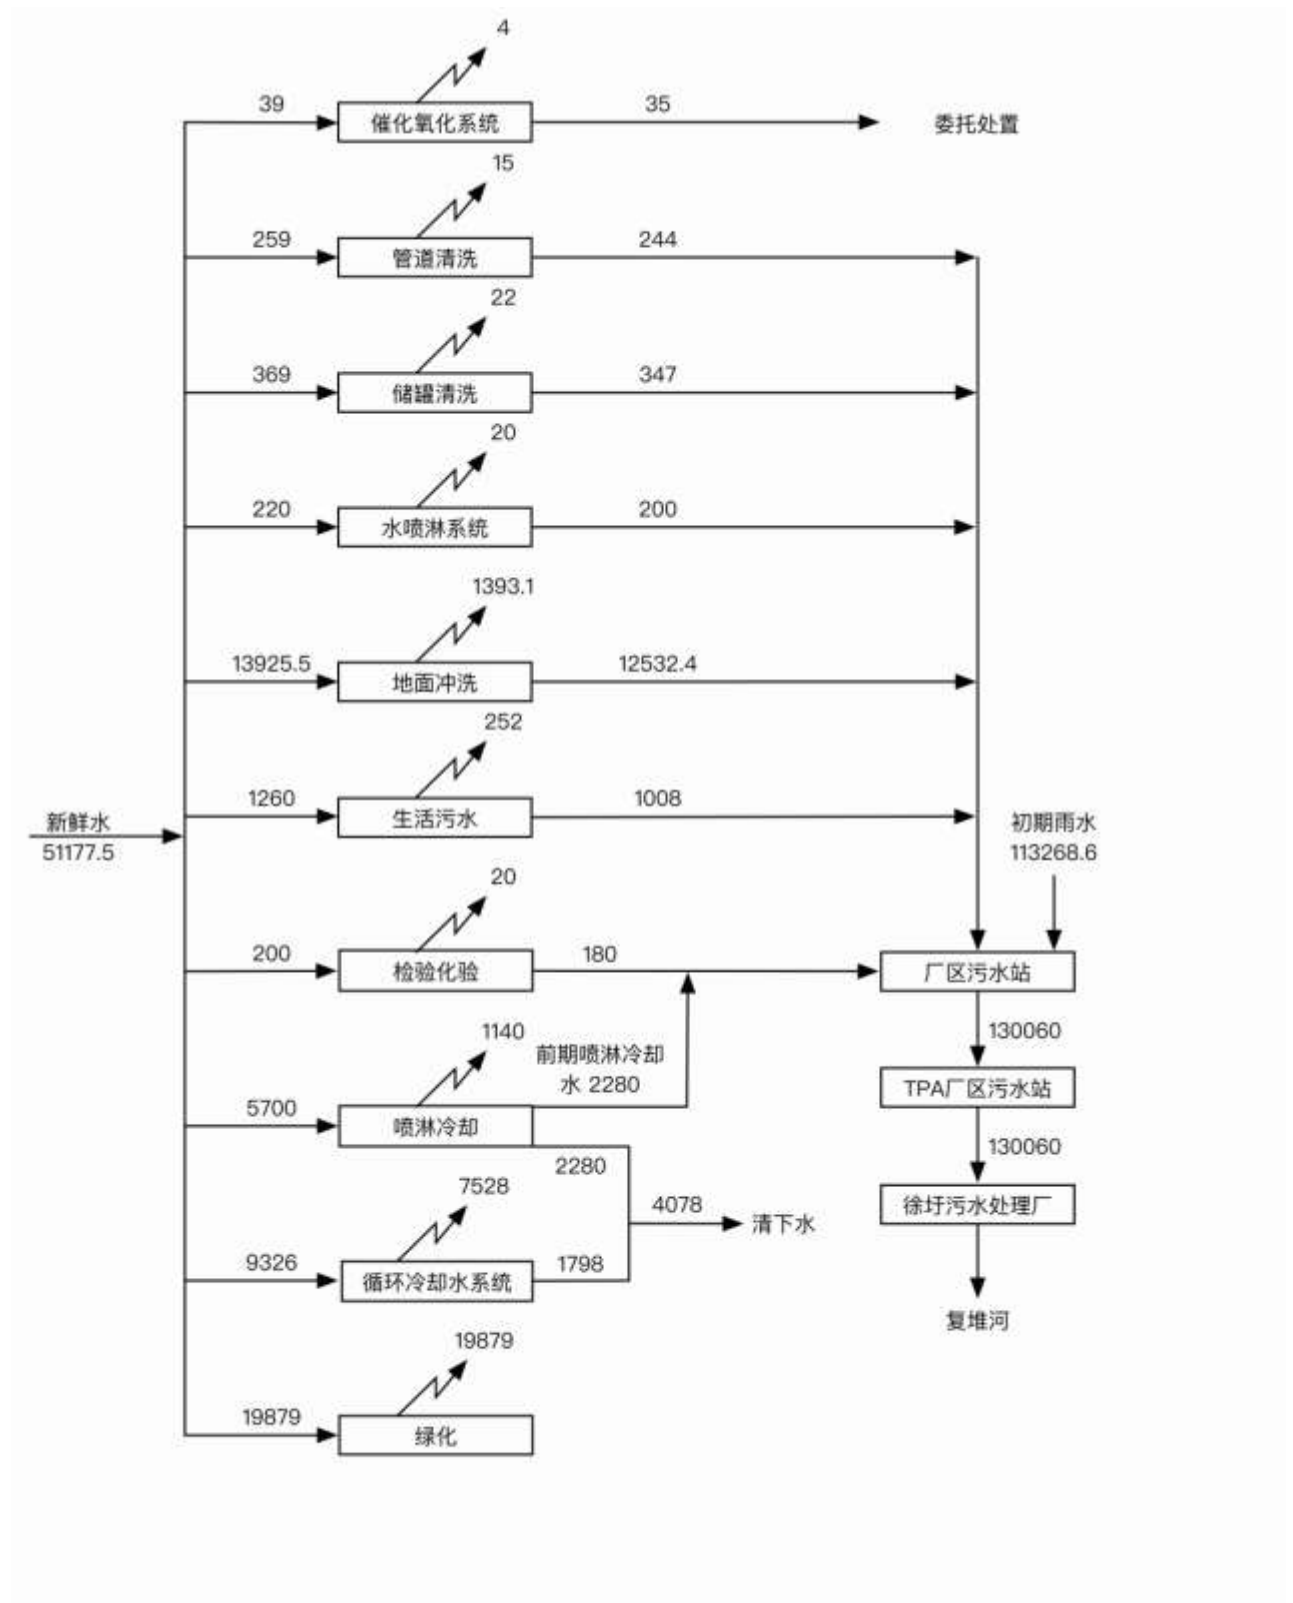 4
39
催化氧化系统
35
委托处置
15
259
管道清洗
244
22
369
储罐清洗
347
20
220
水喷淋系统
200
1393.1
13925.5
地面冲洗
12532.4
252
1260
生活污水
1008
新鲜水
51177.5
初期雨水
113268.6
20
200
检验化验
180
厂区污水站
130060
1140
前期喷淋冷却
水 2280
5700
喷淋冷却
TPA厂区污水站
2280
130060
7528
4078
清下水
徐圩污水处理厂
9326
循环冷却水系统
1798
复堆河
19879
19879
绿化